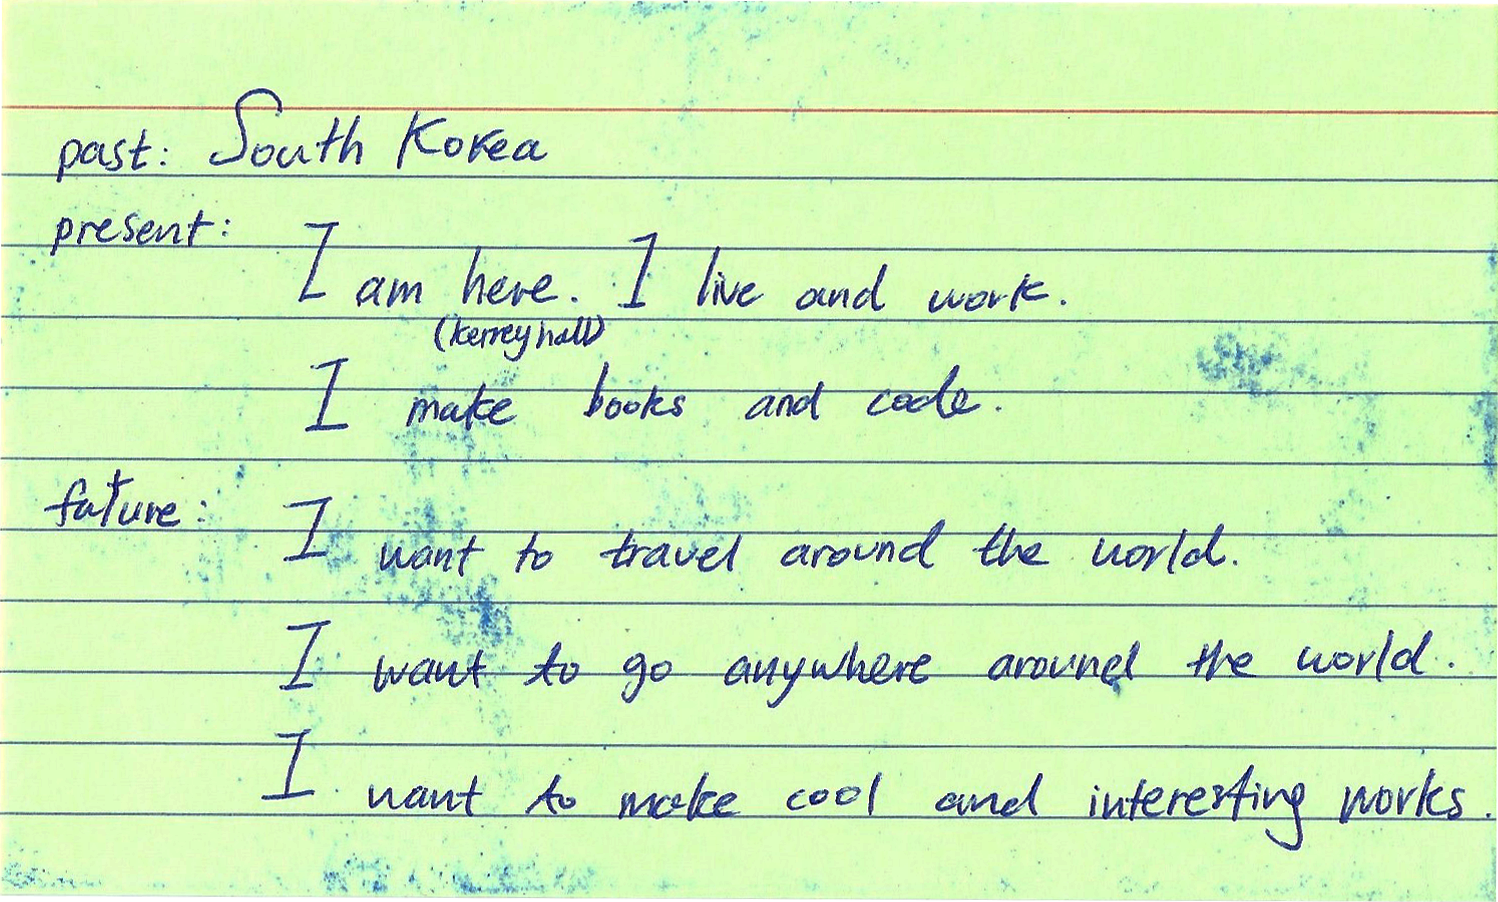 past: South Korea
present:
I am here. I live and work.
(kerrey hall)
I make books and code.
future: I want to travel around the world.
I want to go anywhere around the world.
I want to make cool and interesting works.